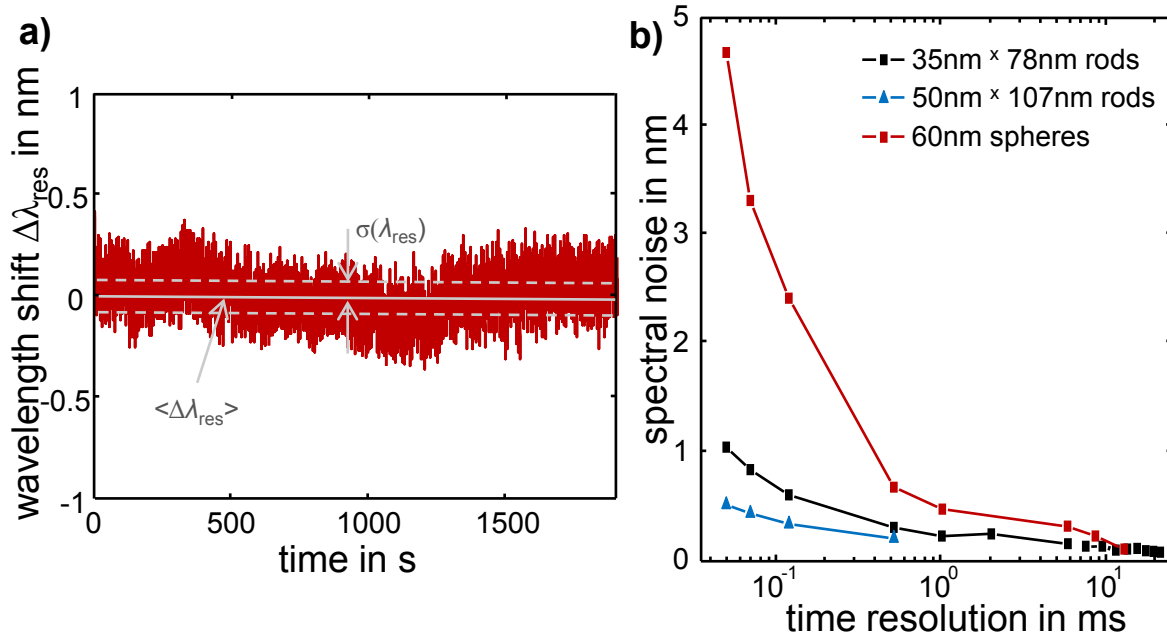 a)
wavelength shift Δλres in nm
1
0.5
0
-0.5
-1
σ(λres)
<Δλres>
0 500 1000 1500
time in s
b)
spectral noise in nm
5
4
3
2
1
0
35nm x 78nm rods
50nm x 107nm rods
60nm spheres
10-1 100 101
time resolution in ms